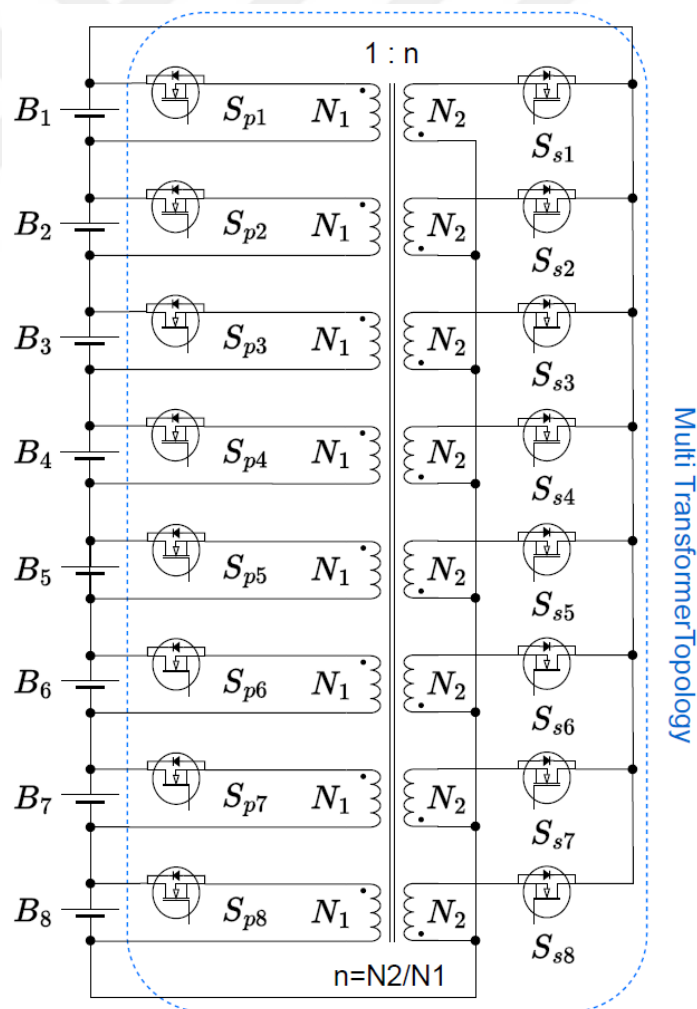 1 : n
B1 Sp1 N1 N2 Ss1
B2 Sp2 N1 N2 Ss2
B3 Sp3 N1 N2 Ss3
B4 Sp4 N1 N2 Ss4
B5 Sp5 N1 N2 Ss5
B6 Sp6 N1 N2 Ss6
B7 Sp7 N1 N2 Ss7
B8 Sp8 N1 N2 Ss8
n=N2/N1
Multi TransformerTopology